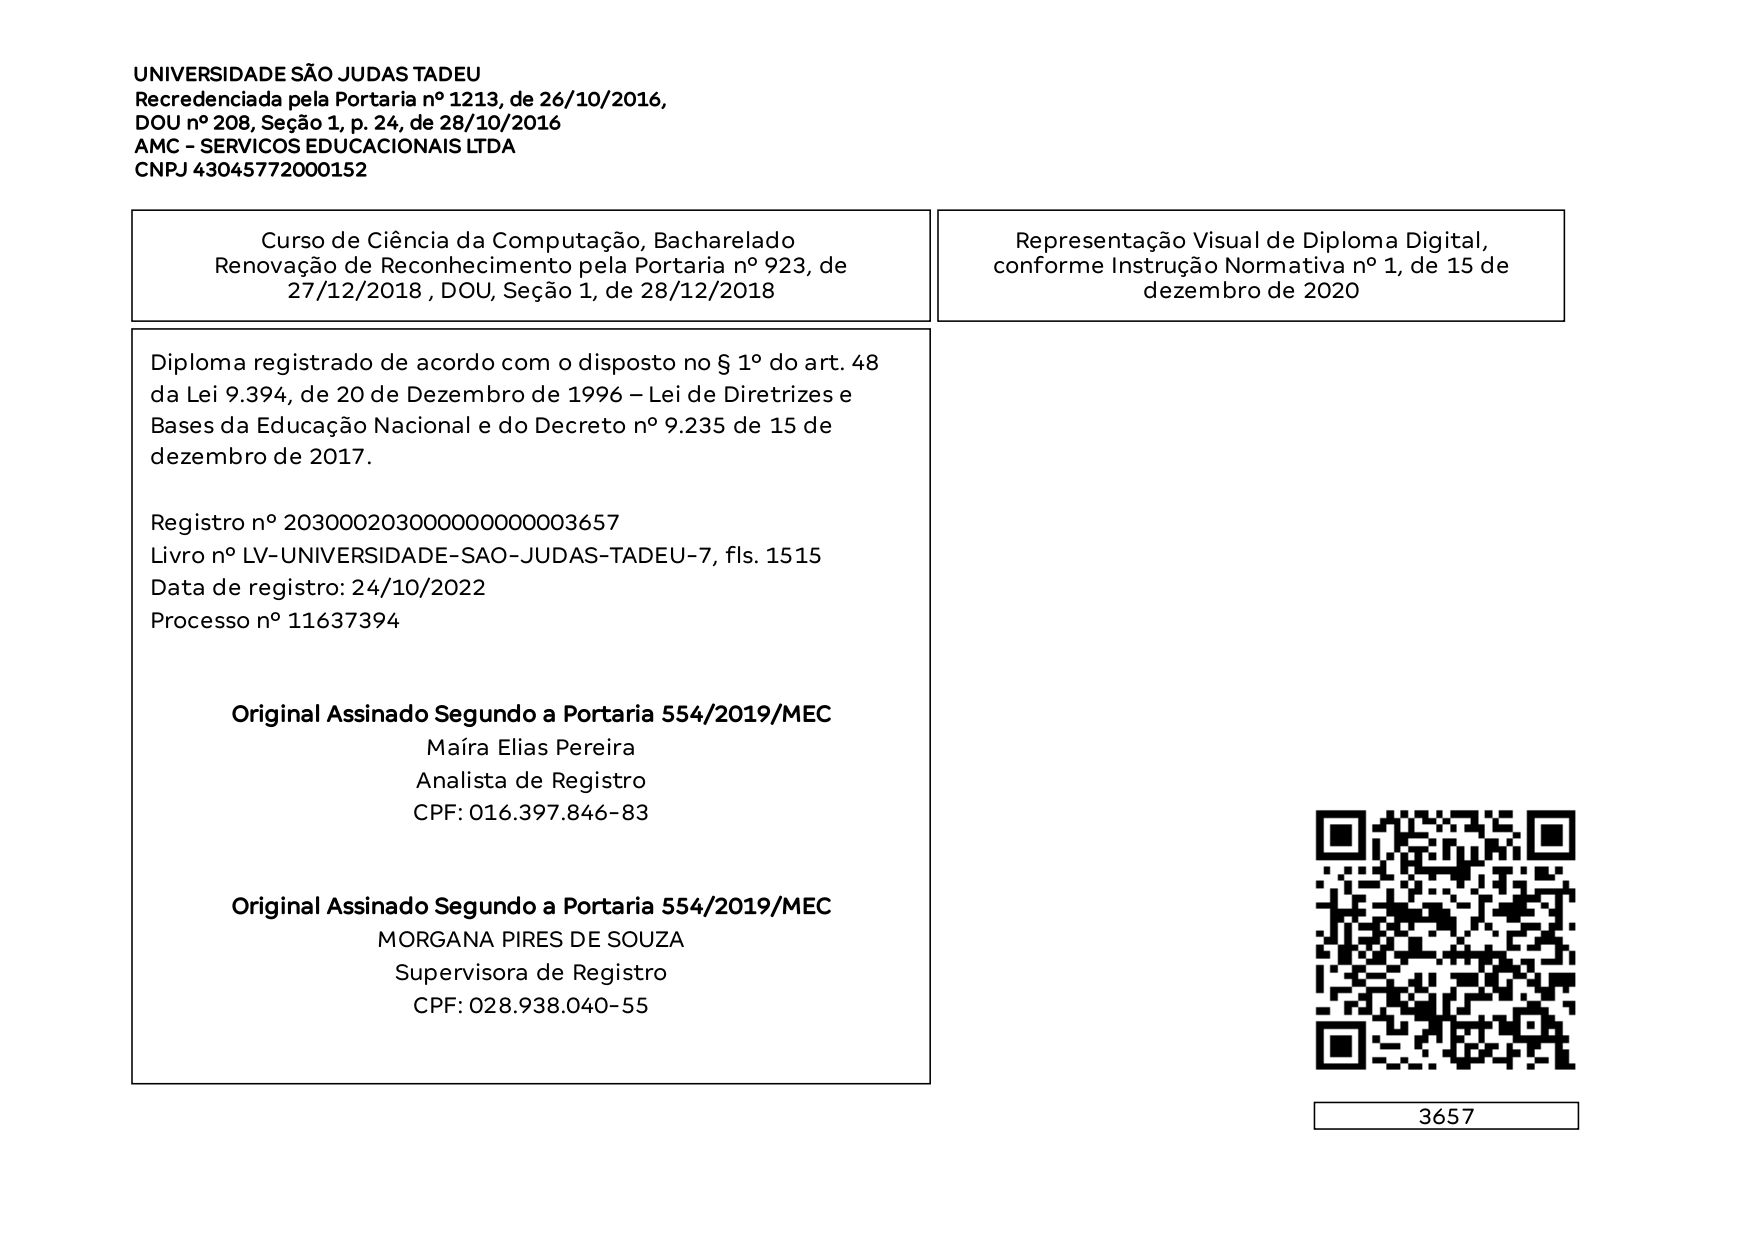 UNIVERSIDADE SÃO JUDAS TADEU
Recredenciada pela Portaria nº 1213, de 26/10/2016,
DOU nº 208, Seção 1, p. 24, de 28/10/2016
AMC - SERVICOS EDUCACIONAIS LTDA
CNPJ 43045772000152
Curso de Ciência da Computação, Bacharelado
Renovação de Reconhecimento pela Portaria nº 923, de
27/12/2018 , DOU, Seção 1, de 28/12/2018
Representação Visual de Diploma Digital,
conforme Instrução Normativa nº 1, de 15 de
dezembro de 2020
Diploma registrado de acordo com o disposto no § 1º do art. 48
da Lei 9.394, de 20 de Dezembro de 1996 – Lei de Diretrizes e
Bases da Educação Nacional e do Decreto nº 9.235 de 15 de
dezembro de 2017.
Registro nº 203000203000000000003657
Livro nº LV-UNIVERSIDADE-SAO-JUDAS-TADEU-7, fls. 1515
Data de registro: 24/10/2022
Processo nº 11637394
Original Assinado Segundo a Portaria 554/2019/MEC
Maíra Elias Pereira
Analista de Registro
CPF: 016.397.846-83
Original Assinado Segundo a Portaria 554/2019/MEC
MORGANA PIRES DE SOUZA
Supervisora de Registro
CPF: 028.938.040-55
3657